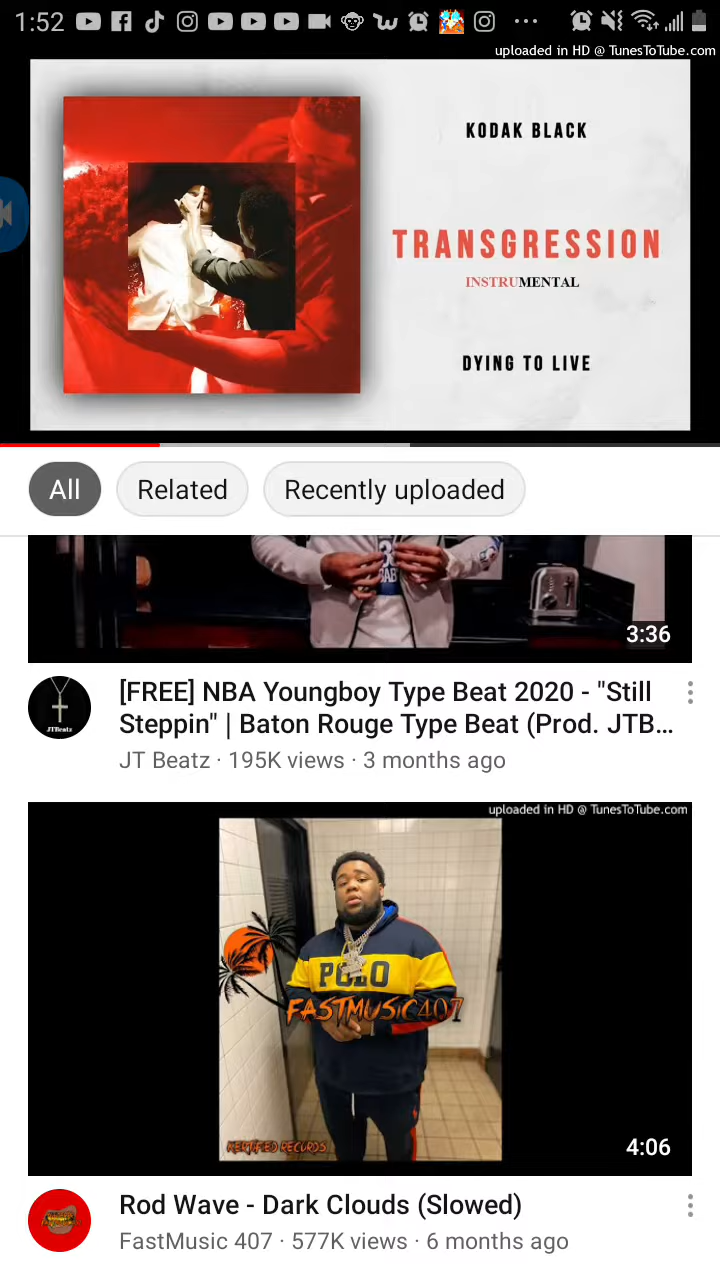 1:52
uploaded in HD @ TunesToTube.com
KODAK BLACK
TRANSGRESSION
INSTRUMENTAL
DYING TO LIVE
All Related Recently uploaded
3:36
[FREE] NBA Youngboy Type Beat 2020 - "Still
Steppin" | Baton Rouge Type Beat (Prod. JTB...
JTBeatz
JT Beatz · 195K views · 3 months ago
uploaded in HD @ TunesToTube.com
POLO
FASTMUSIC407
KERTIFIED RECORDS
4:06
Rod Wave - Dark Clouds (Slowed)
FastMusic 407 · 577K views · 6 months ago